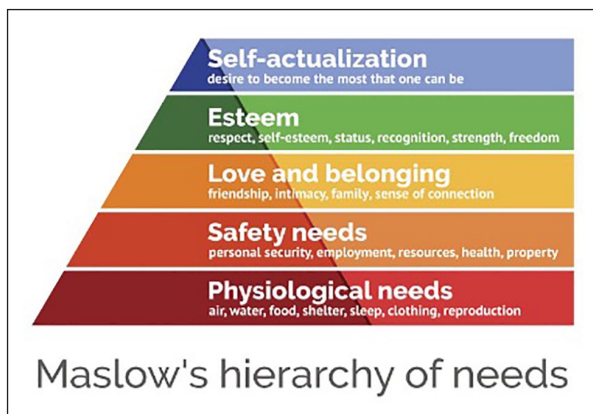 Self-actualization
desire to become the most that one can be
Esteem
respect, self-esteem, status, recognition, strength, freedom
Love and belonging
friendship, intimacy, family, sense of connection
Safety needs
personal security, employment, resources, health, property
Physiological needs
air, water, food, shelter, sleep, clothing, reproduction
Maslow's hierarchy of needs